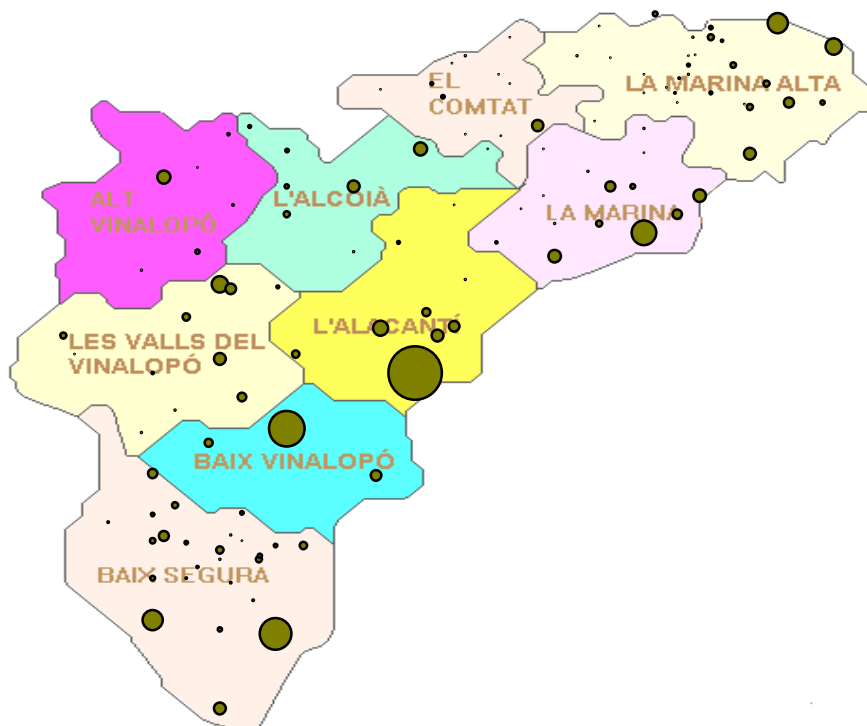 EL
COMTAT
LA MARINA ALTA
ALT
VINALOPÓ
L'ALCOIÀ
LA MARINA
L'ALACANTÍ
LES VALLS DEL
VINALOPÓ
BAIX VINALOPÓ
BAIX SEGURA